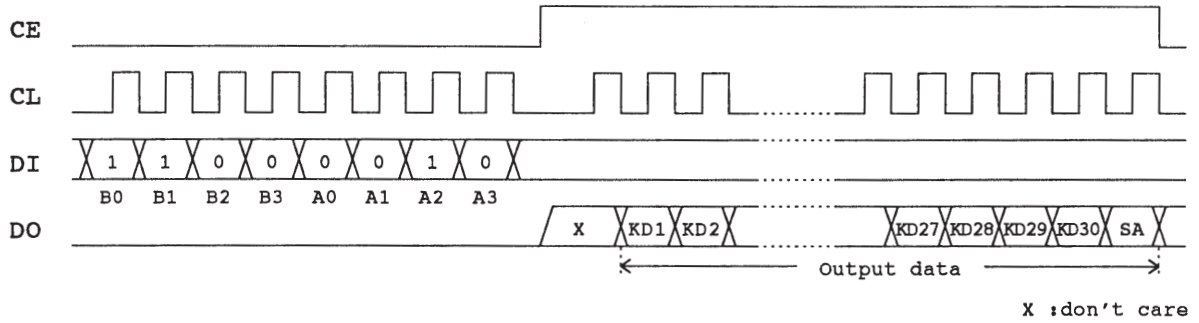 CE
CL
DI 1 1 0 0 0 0 1 0
B0 B1 B2 B3 A0 A1 A2 A3
DO X KD1 KD2 KD27 KD28 KD29 KD30 SA
Output data
X :don't care